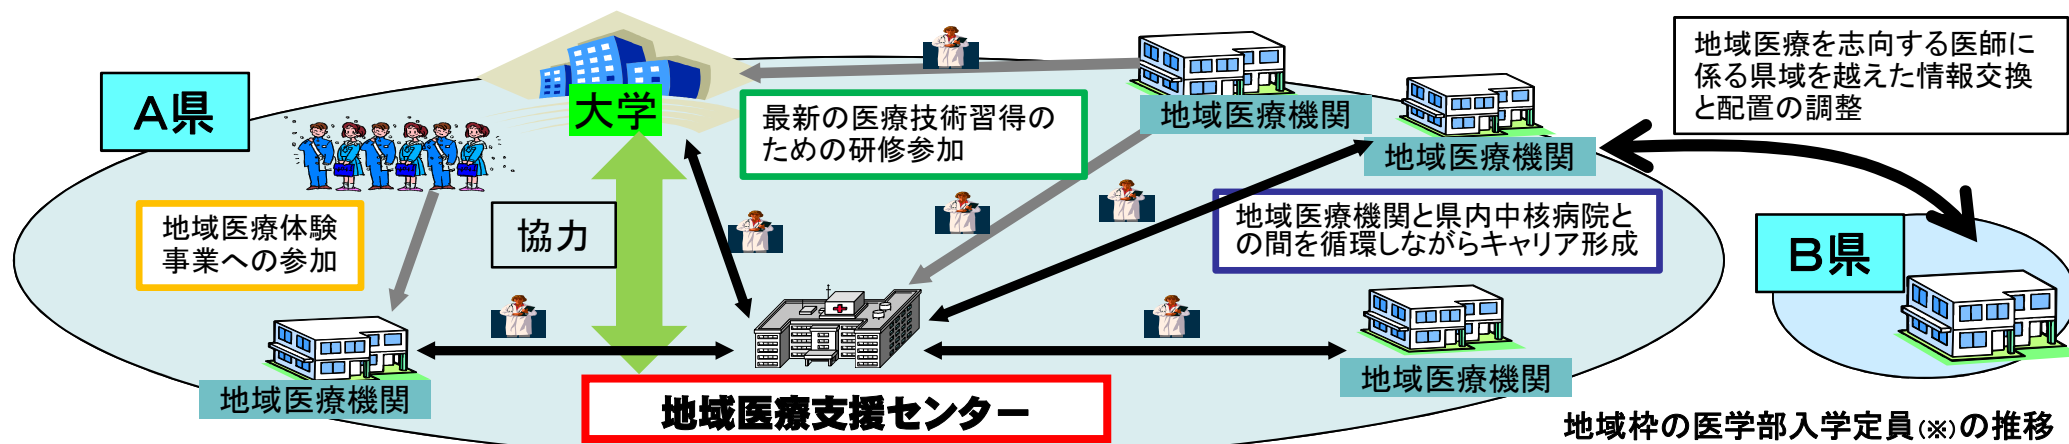 A県
大学
地域医療機関
地域医療機関
地域医療を志向する医師に
係る県域を越えた情報交換
と配置の調整
最新の医療技術習得の
ための研修参加
地域医療体験
事業への参加
協力
地域医療機関と県内中核病院と
の間を循環しながらキャリア形成
B県
地域医療機関
地域医療支援センター
地域医療機関
地域枠の医学部入学定員(※)の推移